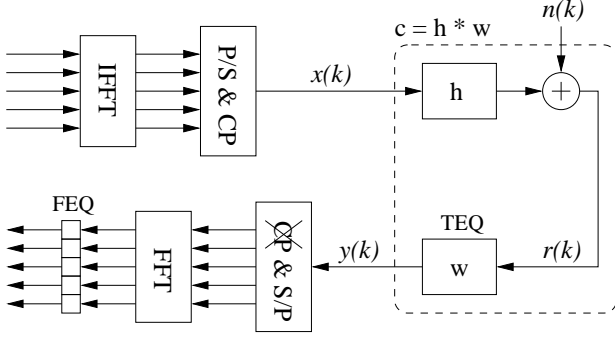 c = h * w
n(k)
IFFT
P/S & CP
x(k)
h
+
FEQ
FFT
CP & S/P
y(k)
TEQ
w
r(k)